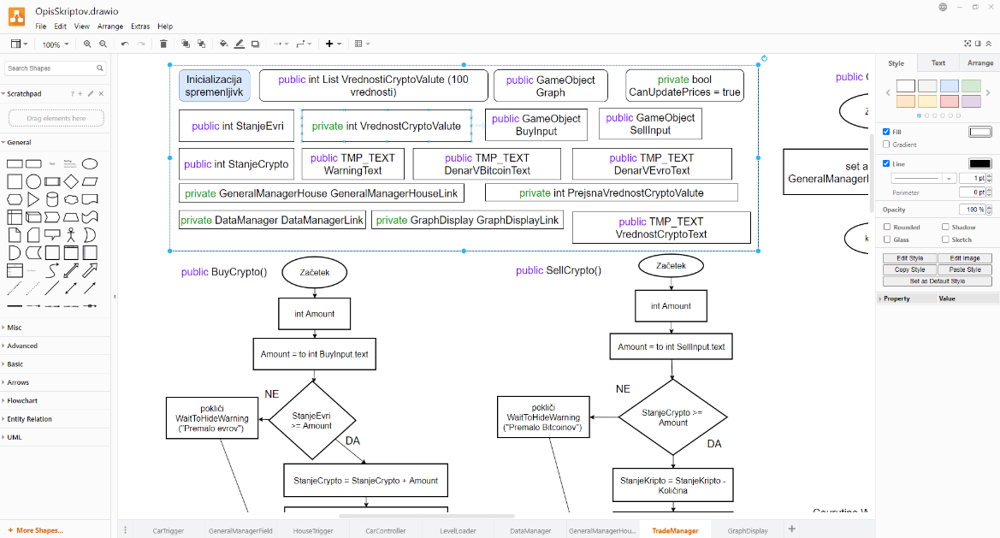 OpisSkriptov.drawio
File Edit View Arrange Extras Help
100%
Search Shapes
Scratchpad
Drag elements here
General
Text
Misc
Advanced
Basic
Arrows
Flowchart
Entity Relation
UML
+ More Shapes...
Inicializacija
spremenljivk
public int List VrednostiCryptoValute (100
vrednosti)
public GameObject
Graph
private bool
CanUpdatePrices = true
public int StanjeEvri
private int VrednostCryptoValute
public GameObject
BuyInput
public GameObject
SellInput
public int StanjeCrypto
public TMP_TEXT
WarningText
public TMP_TEXT
DenarVBitcoinText
public TMP_TEXT
DenarVEvroText
private GeneralManagerHouse GeneralManagerHouseLink
private int PrejsnaVrednostCryptoValute
private DataManager DataManagerLink
private GraphDisplay GraphDisplayLink
public TMP_TEXT
VrednostCryptoText
public BuyCrypto()
Začetek
int Amount
Amount = to int BuyInput.text
NE
StanjeEvri
>= Amount
pokliči
WaitToHideWarning
("Premalo evrov")
DA
StanjeCrypto = StanjeCrypto + Amount
public SellCrypto()
Začetek
int Amount
Amount = to int SellInput.text
NE
StanjeCrypto >=
Amount
pokliči
WaitToHideWarning
("Premalo Bitcoinov")
DA
StanjeKripto = StanjeKripto -
Količina
public
set a
GeneralManagerH
k
CarTrigger GeneralManagerField HouseTrigger CarController LevelLoader DataManager GeneralManagerHou... TradeManager GraphDisplay
Style Text Arrange
Fill
Gradient
Line
1 pt
Perimeter
0 pt
Opacity
100 %
Rounded Shadow
Glass Sketch
Edit Style Edit Image
Copy Style Paste Style
Set as Default Style
Property Value